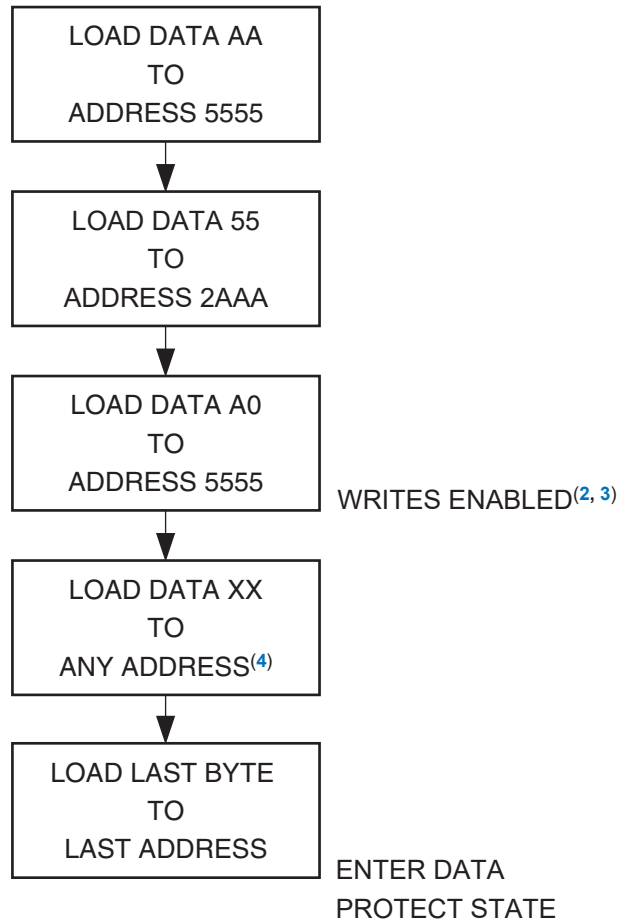 LOAD DATA AA
TO
ADDRESS 5555
LOAD DATA 55
TO
ADDRESS 2AAA
LOAD DATA A0
TO
ADDRESS 5555
WRITES ENABLED(2, 3)
LOAD DATA XX
TO
ANY ADDRESS(4)
LOAD LAST BYTE
TO
LAST ADDRESS
ENTER DATA
PROTECT STATE